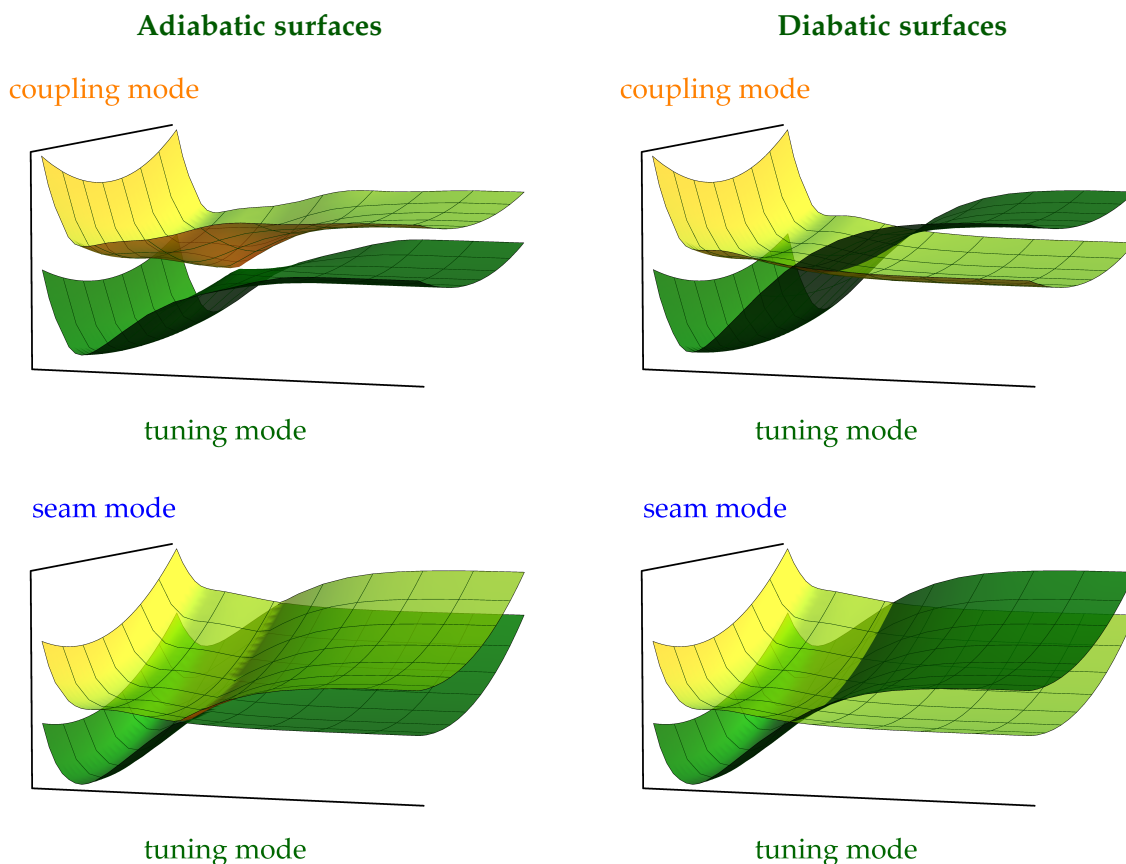 Adiabatic surfaces
Diabatic surfaces
coupling mode
coupling mode
tuning mode
tuning mode
seam mode
seam mode
tuning mode
tuning mode